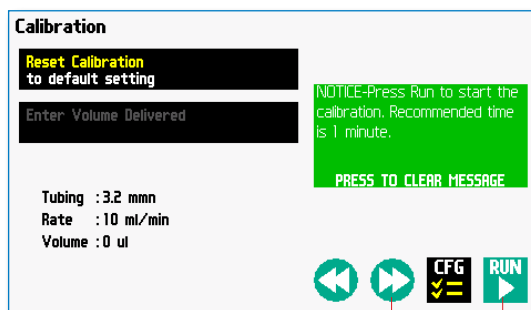 Calibration
Reset Calibration
to default setting
Enter Volume Delivered
NOTICE-Press Run to start the
calibration. Recommended time
is 1 minute.
PRESS TO CLEAR MESSAGE
Tubing : 3.2 mmn
Rate : 10 ml/min
Volume : 0 ul
CFG
RUN